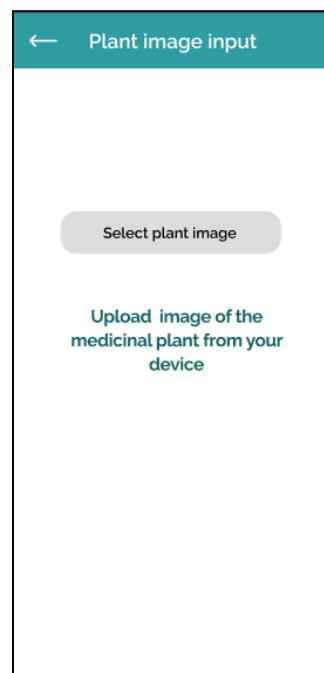 Plant image input
Select plant image
Upload image of the
medicinal plant from your
device